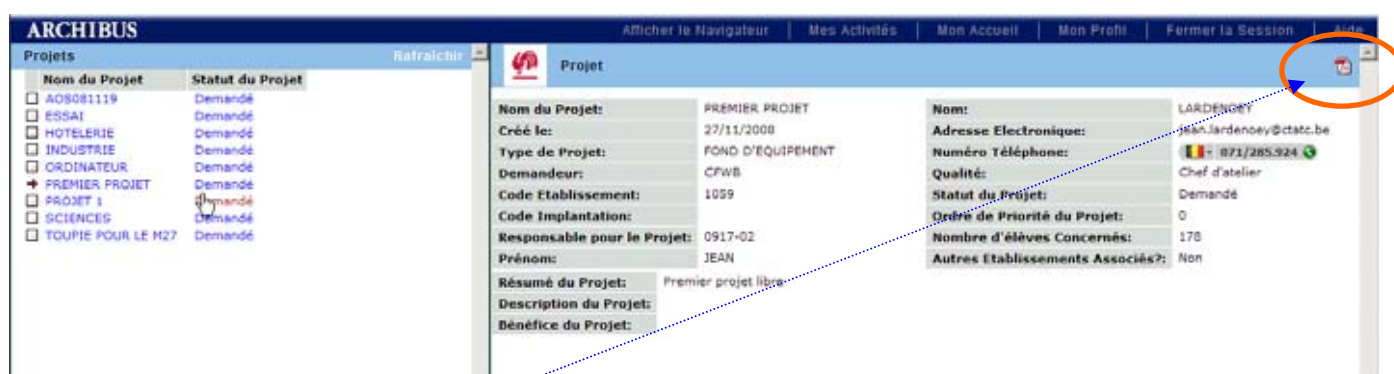 ARCHIBUS
Afficher le Navigateur | Mes Activités | Mon Accueil | Mon Profil | Fermer la Session | Aide
Projets Rafraîchir
Nom du Projet Statut du Projet
AOS081119 Demandé
ESSAI Demandé
HOTELERIE Demandé
INDUSTRIE Demandé
ORDINATEUR Demandé
PREMIER PROJET Demandé
PROJET 1 Demandé
SCIENCES Demandé
TOUPIE POUR LE M27 Demandé
Projet
Nom du Projet: PREMIER PROJET Nom: LARDENOEY
Créé le: 27/11/2008 Adresse Electronique: jean.lardenoey@ctatc.be
Type de Projet: FOND D'EQUIPEMENT Numéro Téléphone: 071/285.924
Demandeur: CFWB Qualité: Chef d'atelier
Code Etablissement: 1059 Statut du Projet: Demandé
Code Implantation: Ordre de Priorité du Projet: 0
Responsable pour le Projet: 0917-02 Nombre d'élèves Concernés: 178
Prénom: JEAN Autres Etablissements Associés?: Non
Résumé du Projet: Premier projet libre
Description du Projet:
Bénéfice du Projet: